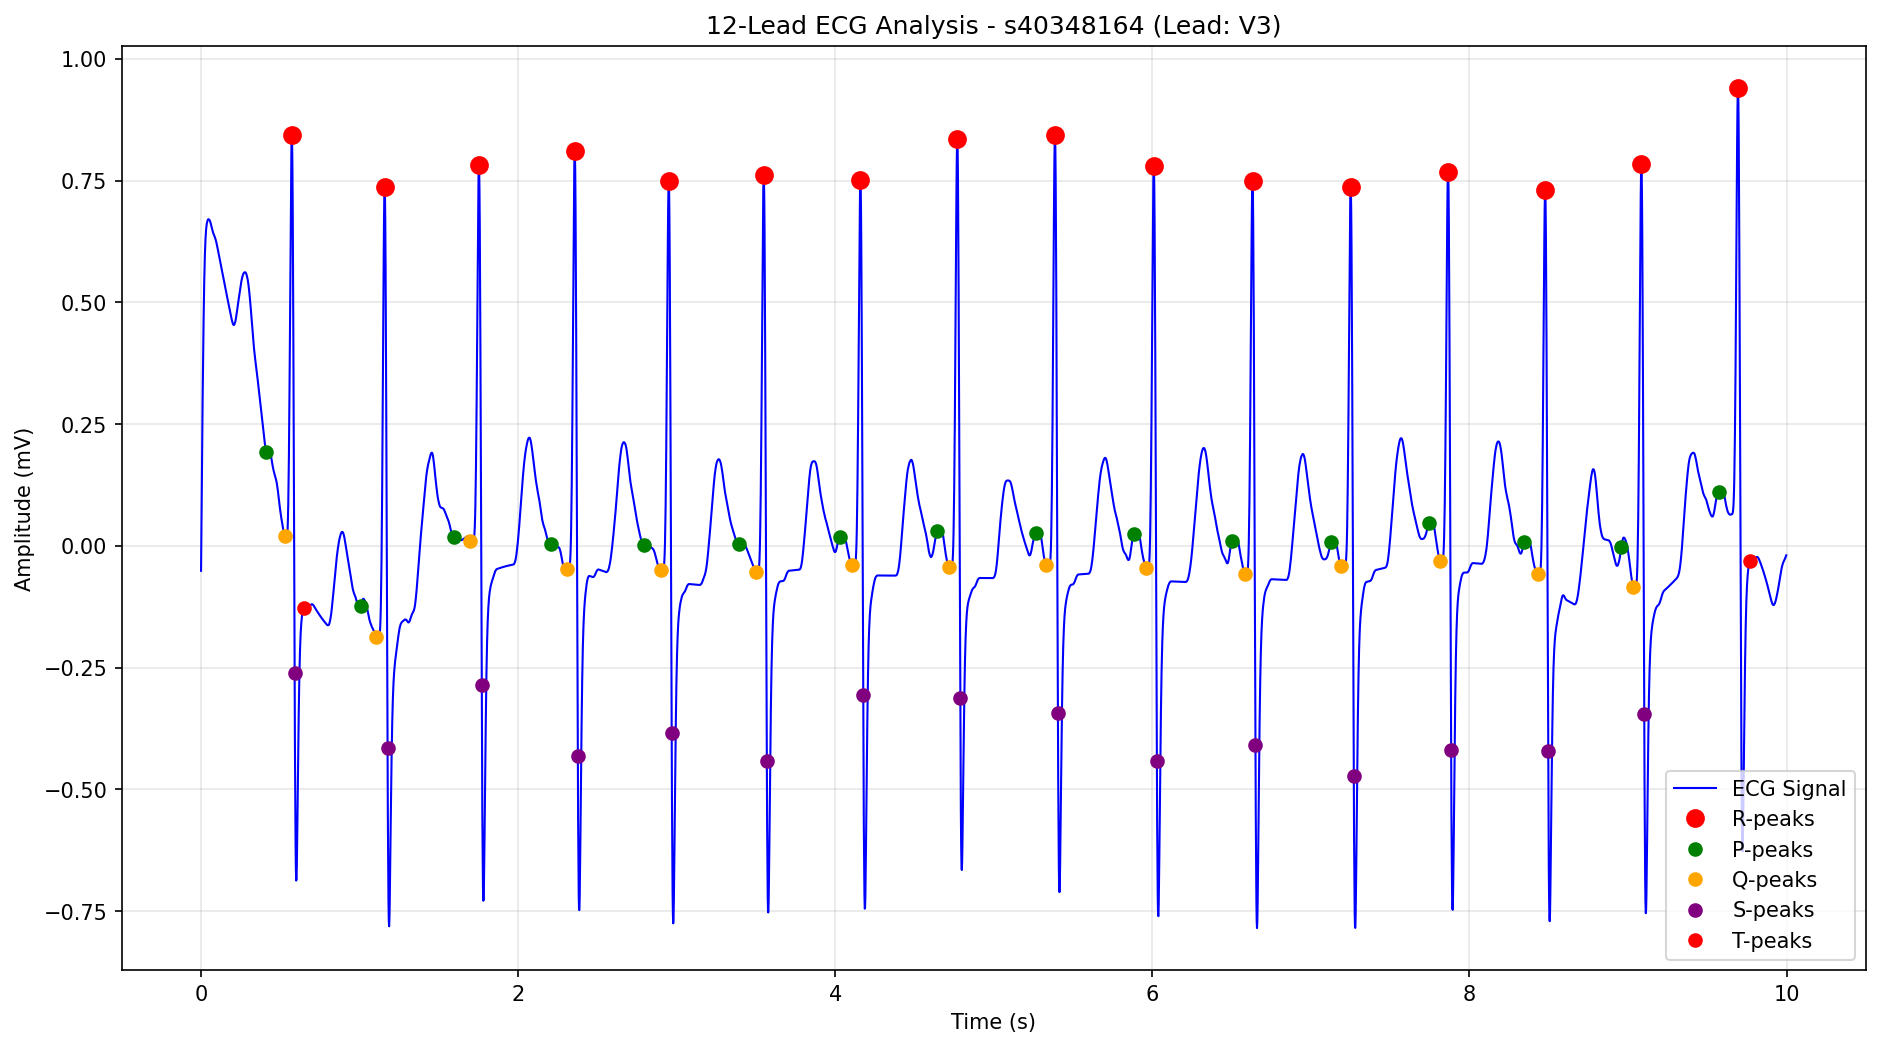 12-Lead ECG Analysis - s40348164 (Lead: V3)
Amplitude (mV)
1.00
0.75
0.50
0.25
0.00
−0.25
−0.50
−0.75
0 2 4 6 8 10
Time (s)
ECG Signal
R-peaks
P-peaks
Q-peaks
S-peaks
T-peaks